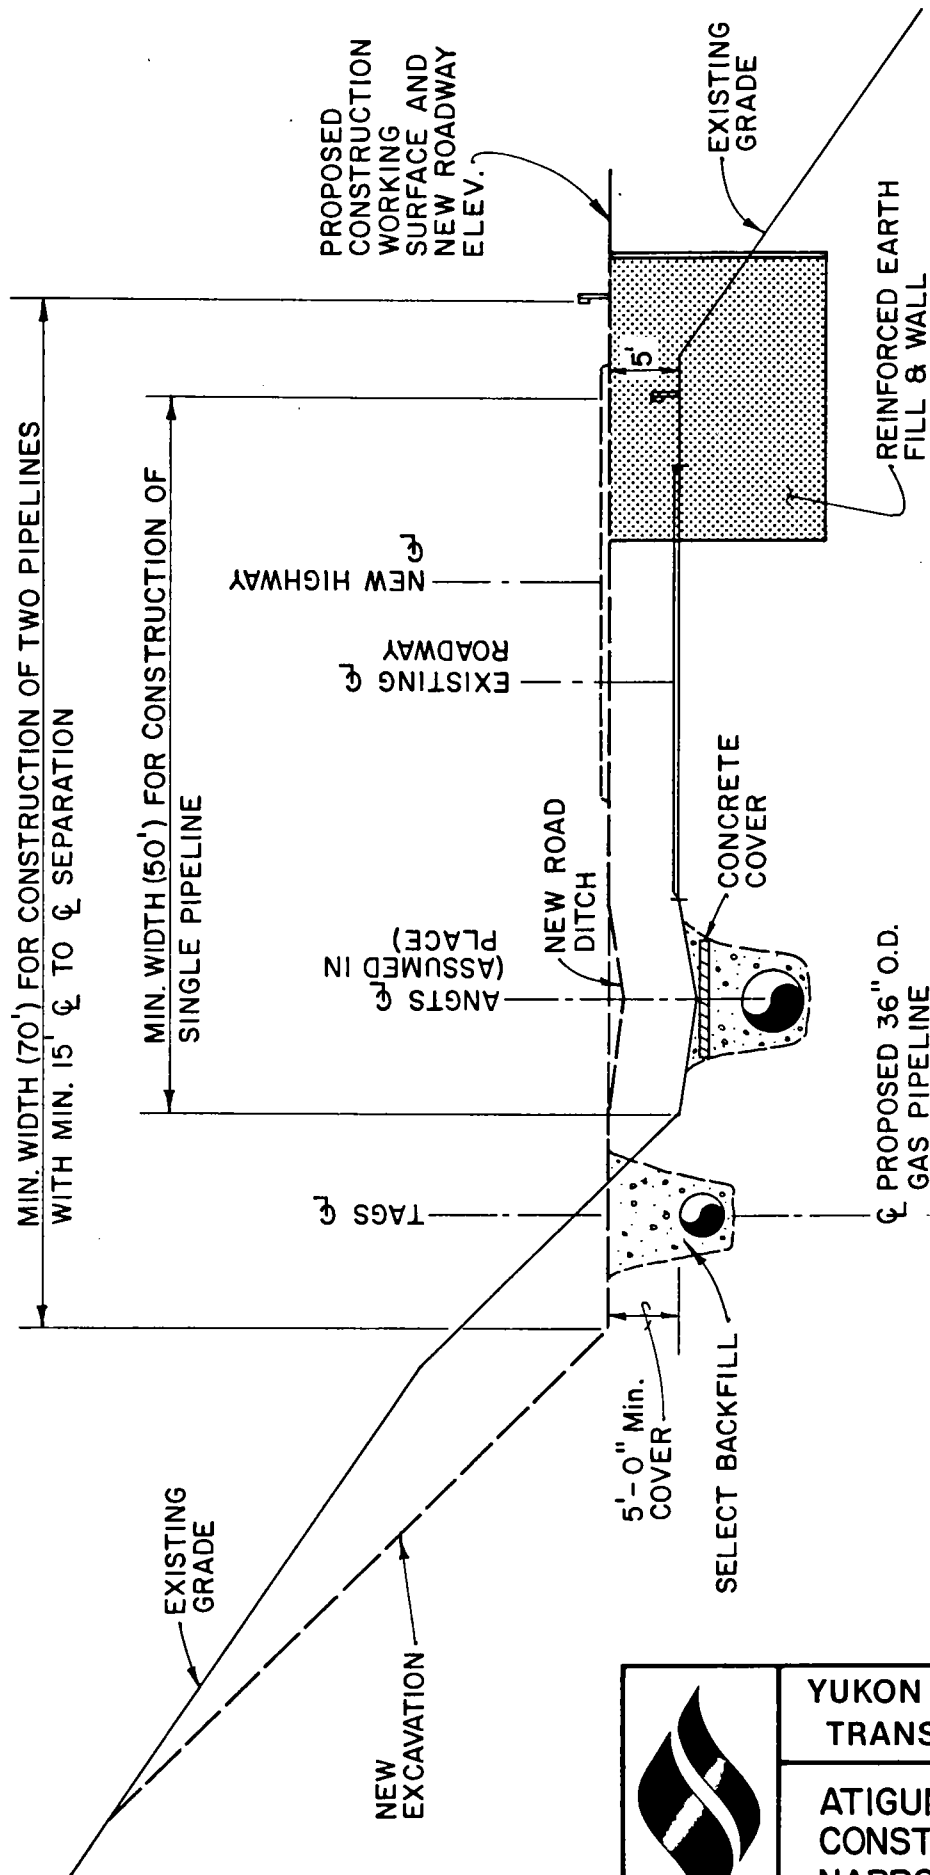 MIN. WIDTH (70') FOR CONSTRUCTION OF TWO PIPELINES
WITH MIN. 15' ℄ TO ℄ SEPARATION
MIN. WIDTH (50') FOR CONSTRUCTION OF
SINGLE PIPELINE
PROPOSED
CONSTRUCTION
WORKING
SURFACE AND
NEW ROADWAY
ELEV.
EXISTING
GRADE
NEW
EXCAVATION
TAGS ℄
ANGTS ℄
(ASSUMED IN
PLACE)
NEW ROAD
DITCH
EXISTING ℄
ROADWAY
NEW HIGHWAY
℄
5'
EXISTING
GRADE
5'-0" Min.
COVER
SELECT BACKFILL
CONCRETE
COVER
REINFORCED EARTH
FILL & WALL
℄ PROPOSED 36" O.D.
GAS PIPELINE
YUKON
TRANS
ATIGU
CONST